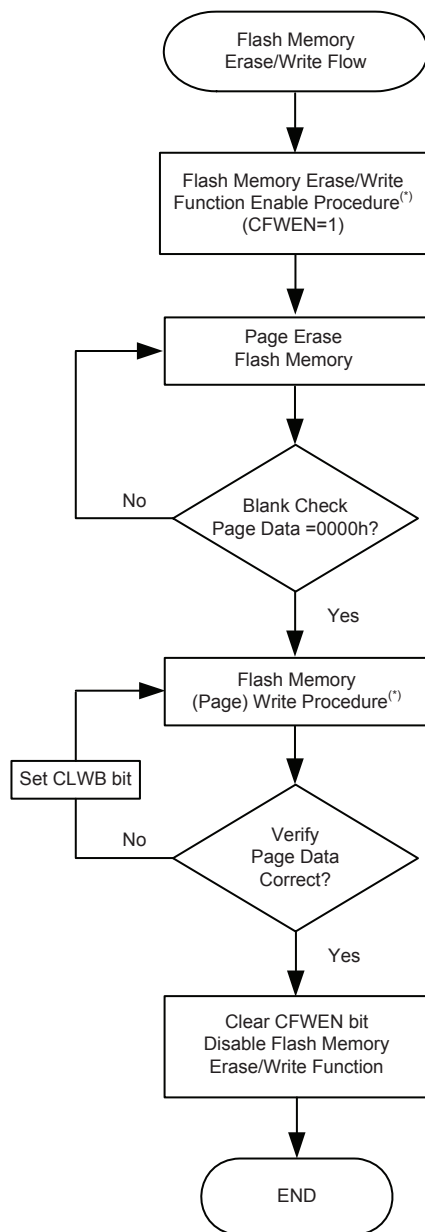 Flash Memory
Erase/Write Flow
Flash Memory Erase/Write
Function Enable Procedure(*)
(CFWEN=1)
Page Erase
Flash Memory
No
Blank Check
Page Data =0000h?
Yes
Flash Memory
(Page) Write Procedure(*)
Set CLWB bit
No
Verify
Page Data
Correct?
Yes
Clear CFWEN bit
Disable Flash Memory
Erase/Write Function
END